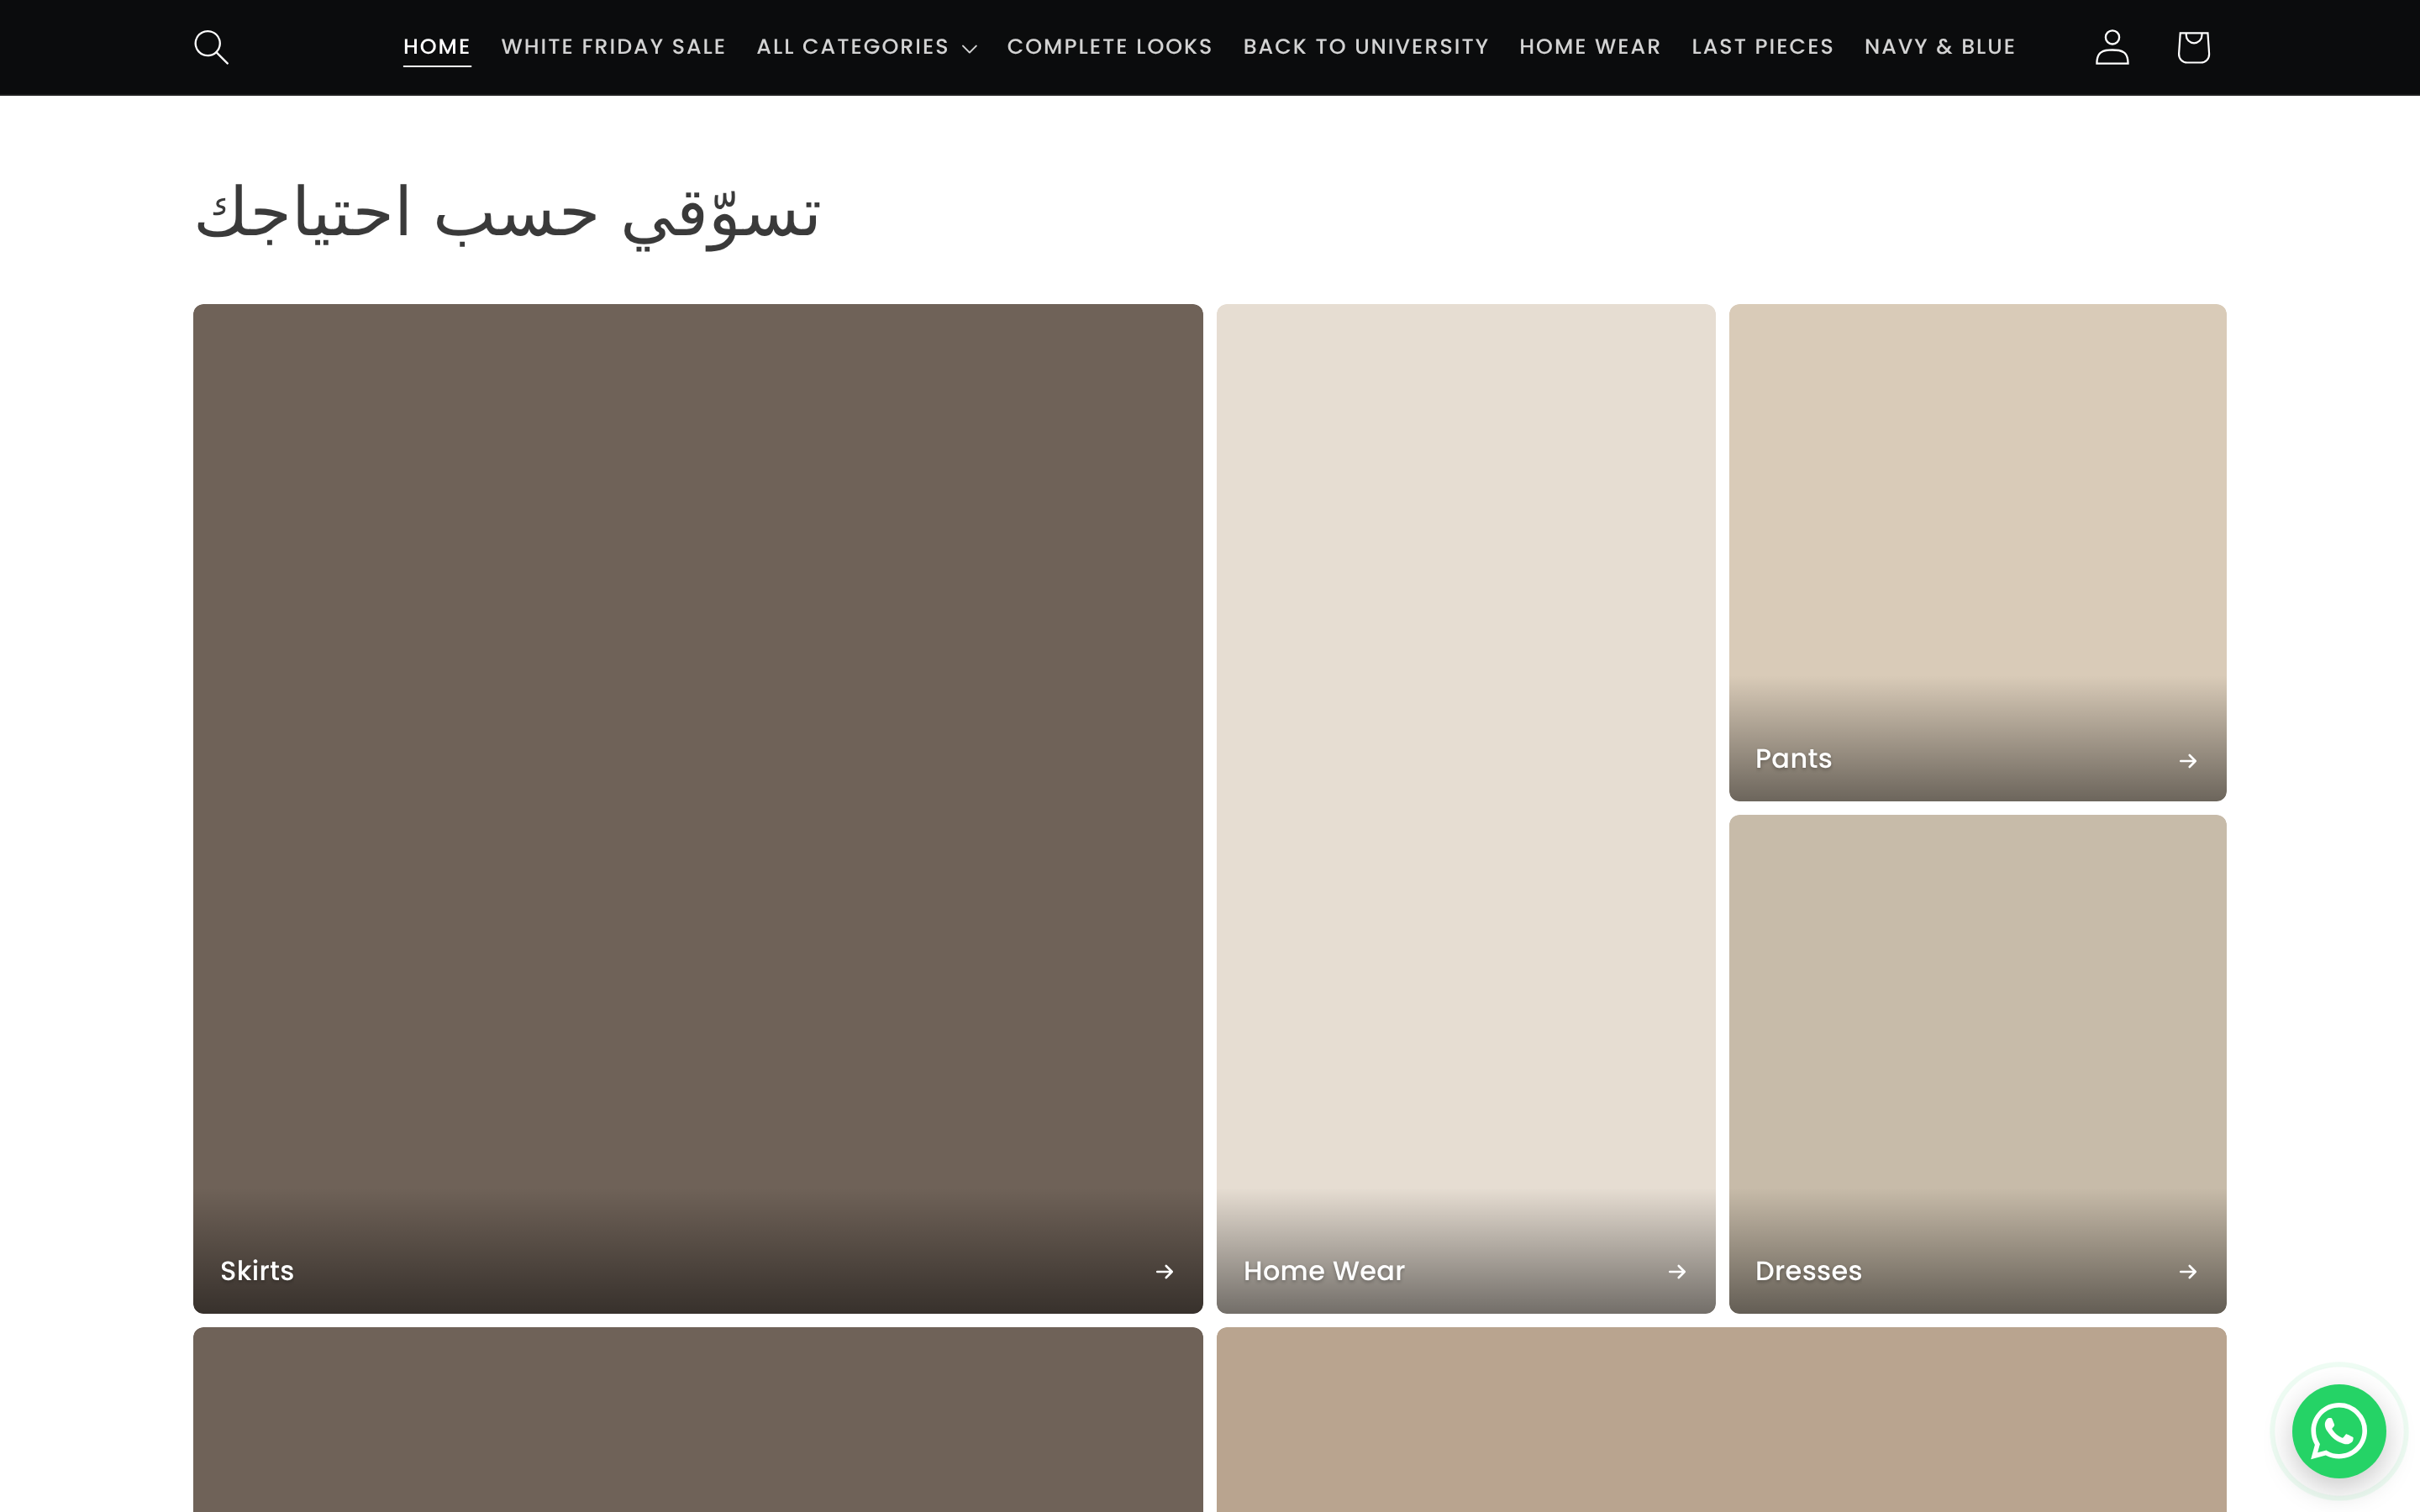 HOME WHITE FRIDAY SALE ALL CATEGORIES COMPLETE LOOKS BACK TO UNIVERSITY HOME WEAR LAST PIECES NAVY & BLUE
تسوّقي حسب احتياجك
Pants
Skirts
Home Wear
Dresses